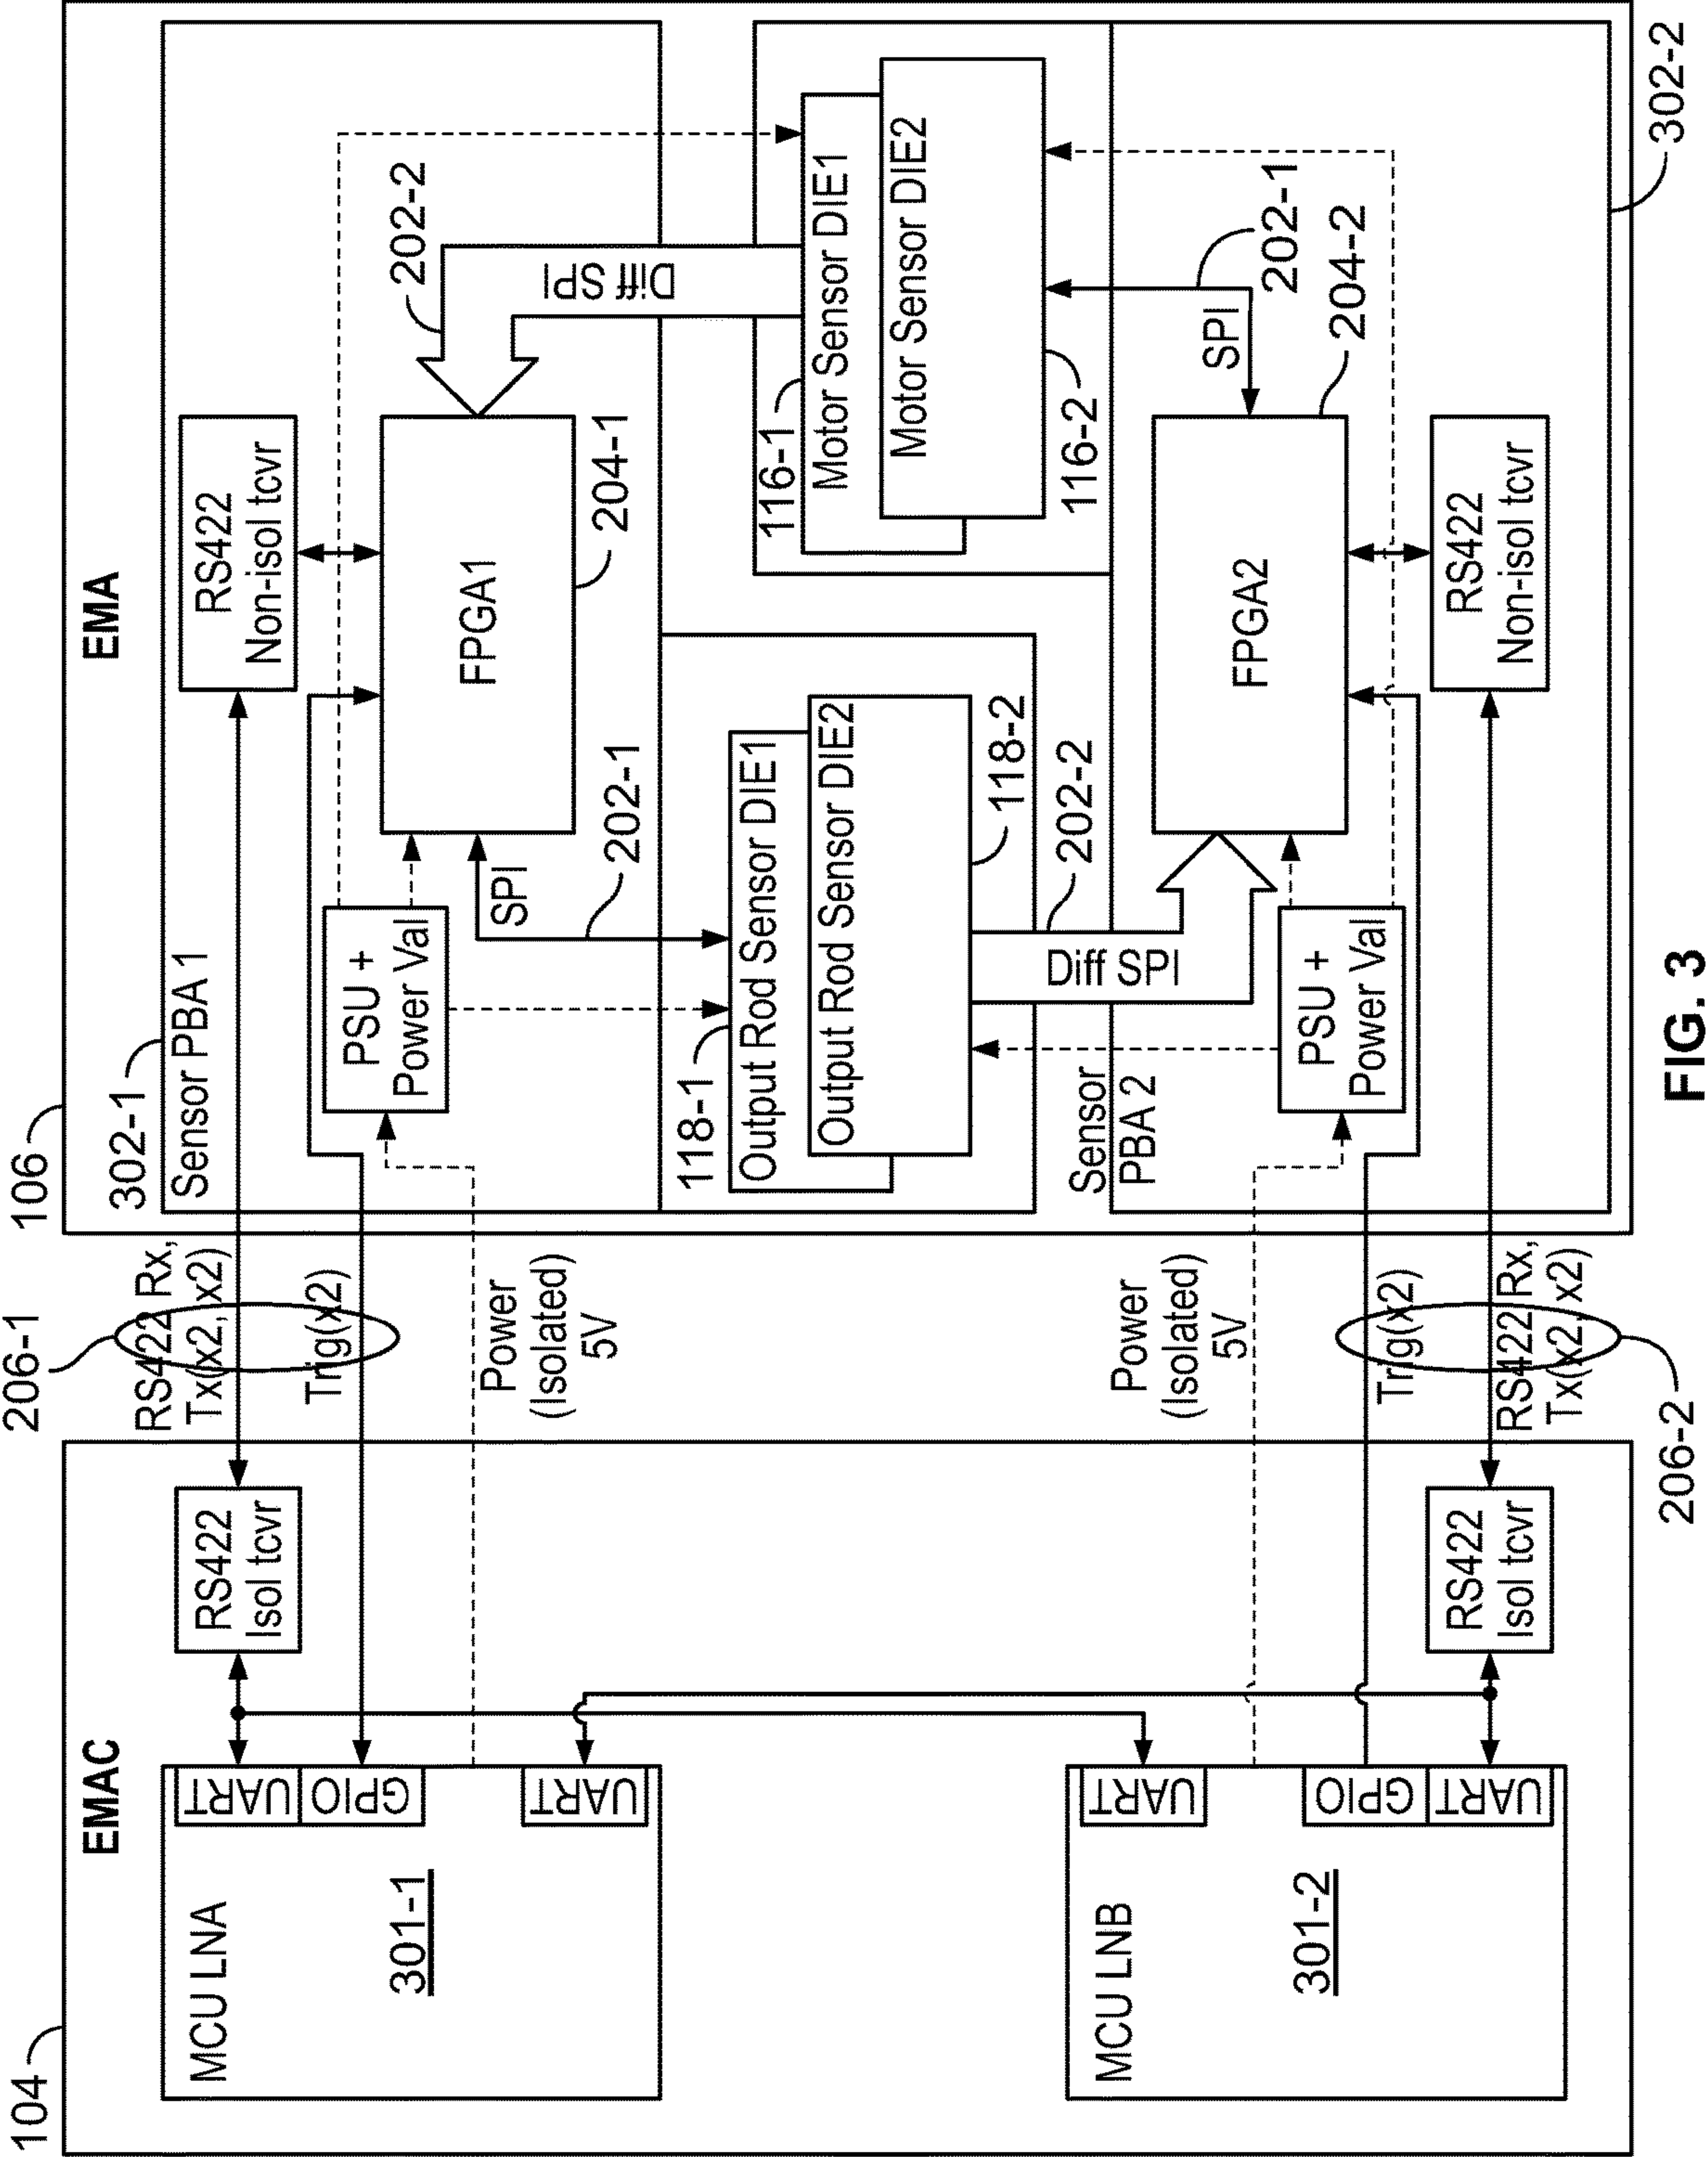 104
EMAC
MCU LNA
301-1
UART
GPIO
UART
MCU LNB
301-2
UART
GPIO
UART
RS422
Isol tcvr
RS422
Isol tcvr
206-1
RS422 Rx,
Tx(x2, x2)
Trig(x2)
Power
(Isolated)
5V
Power
(Isolated)
5V
Trig(x2)
RS422 Rx,
Tx(x2, x2)
206-2
106
EMA
302-1
Sensor PBA 1
PSU +
Power Val
RS422
Non-isol tcvr
FPGA1
204-1
SPI
202-1
202-2
Diff SPI
118-1
Output Rod Sensor DIE1
Output Rod Sensor DIE2
118-2
116-1
Motor Sensor DIE1
Motor Sensor DIE2
116-2
202-2
Diff SPI
Sensor
PBA 2
PSU +
Power Val
FPGA2
204-2
SPI
202-1
RS422
Non-isol tcvr
302-2
FIG. 3